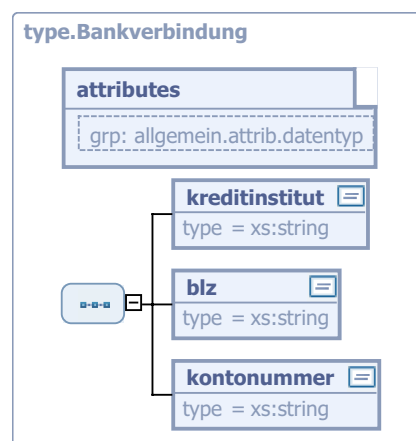 type.Bankverbindung
attributes
grp: allgemein.attrib.datentyp
kreditinstitut
type = xs:string
blz
type = xs:string
kontonummer
type = xs:string